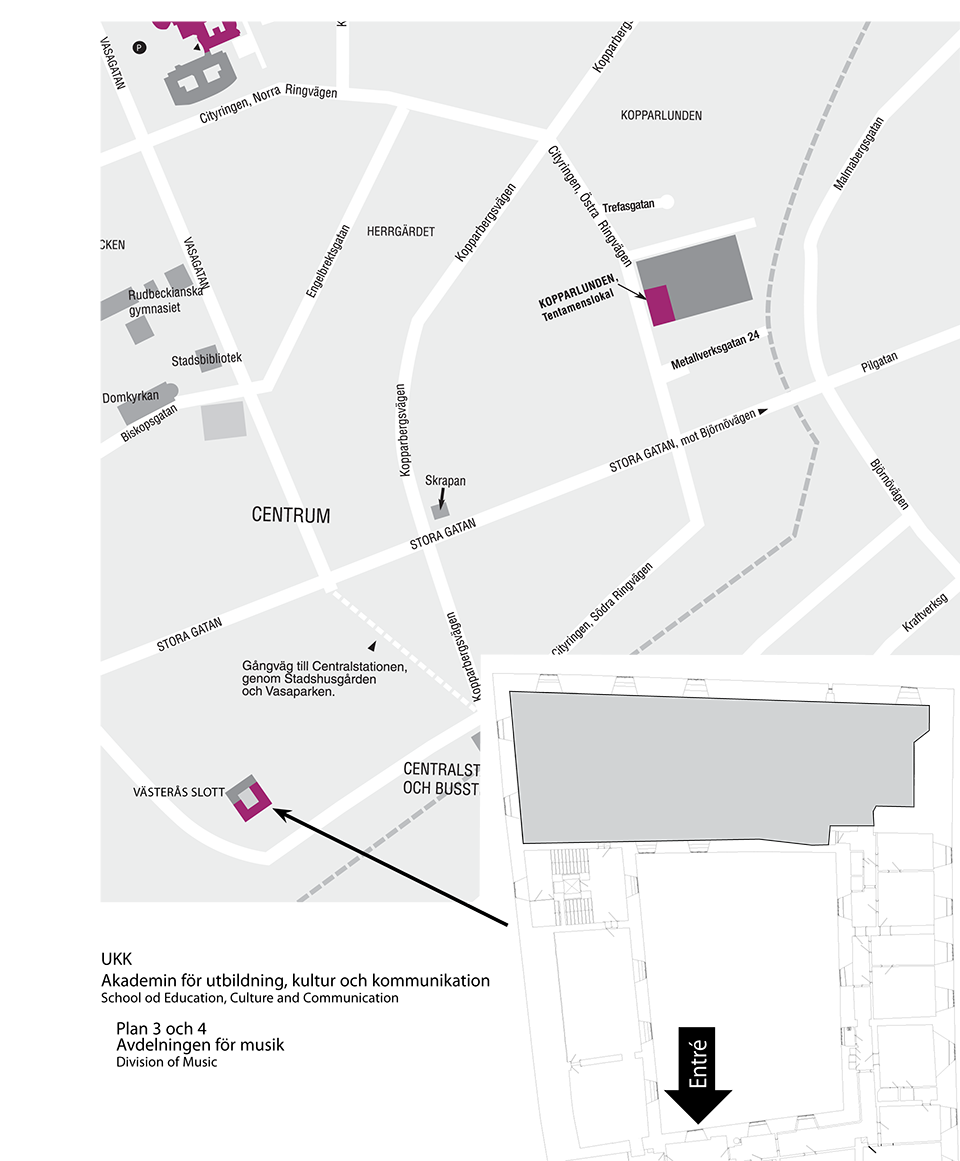 K
Kopparberg
VASAGATAN
P
Cityringen, Norra Ringvägen
KOPPARLUNDEN
Malmabergsgatan
Cityringen, Östra Ringvägen
Kopparbergsvägen
Trefasgatan
HERRGÄRDET
CKEN
VASAGATAN
Engelbrektsgatan
Rudbeckianska
gymnasiet
KOPPARLUNDEN,
Tentamenslokal
Metallverksgatan 24
Stadsbibliotek
Pilgatan
Domkyrkan
Biskopsgatan
Kopparbergsvägen
STORA GATAN, mot Björnövägen
Björnövägen
Skrapan
CENTRUM
STORA GATAN
Cityringen, Södra Ringvägen
Kraftverksg
STORA GATAN
Kopparbergsvägen
Gångväg till Centralstationen,
genom Stadshusgården
och Vasaparken.
CENTRALST
OCH BUSST
VÄSTERÅS SLOTT
UKK
Akademin för utbildning, kultur och kommunikation
School od Education, Culture and Communication
Plan 3 och 4
Avdelningen för musik
Division of Music
Entré